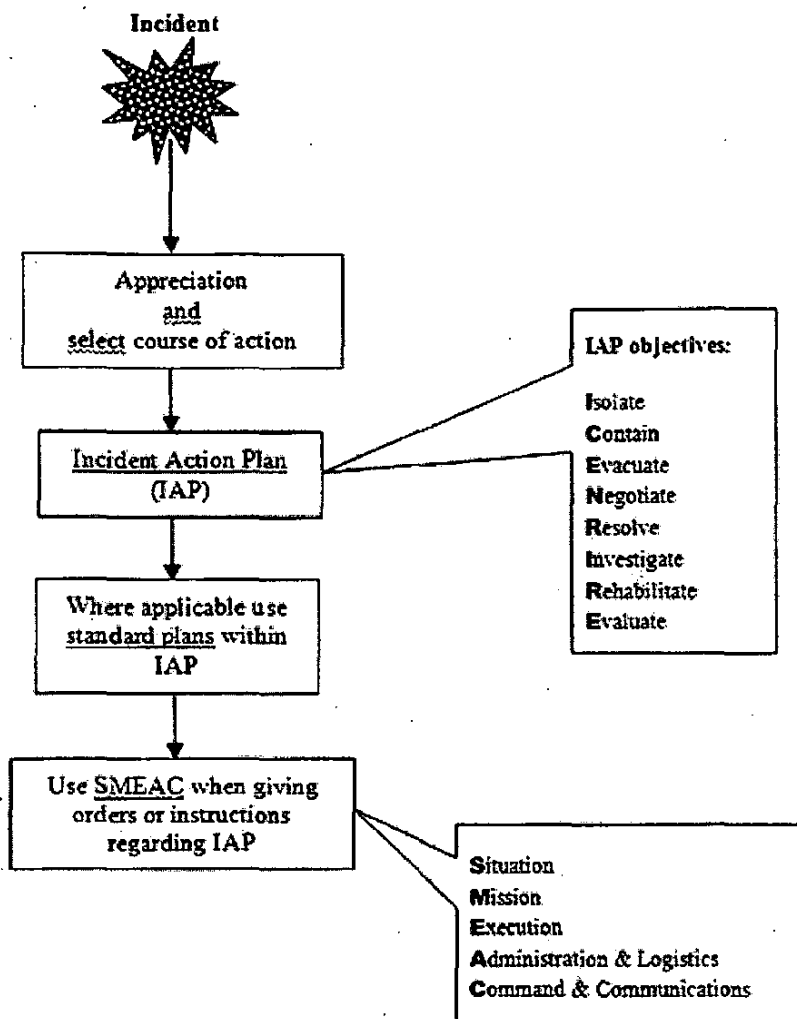 Incident
Appreciation
and
select course of action
Incident Action Plan
(IAP)
IAP objectives:
Isolate
Contain
Evacuate
Negotiate
Resolve
Investigate
Rehabilitate
Evaluate
Where applicable use
standard plans within
IAP
Use SMEAC when giving
orders or instructions
regarding IAP
Situation
Mission
Execution
Administration & Logistics
Command & Communications